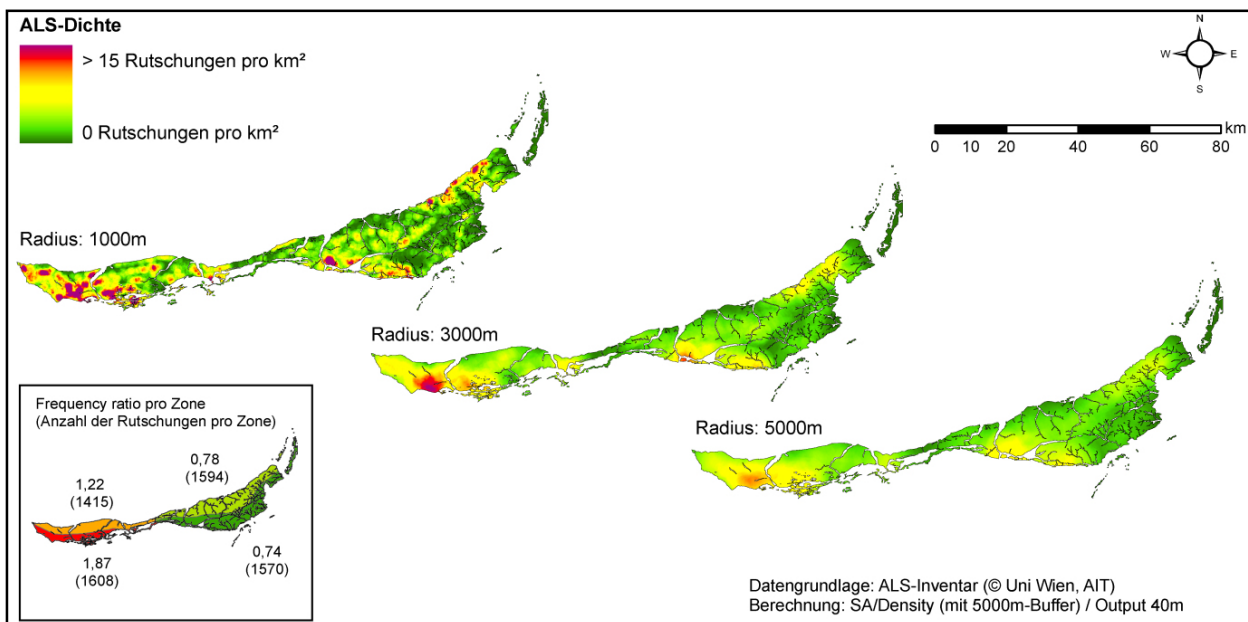 ALS-Dichte
> 15 Rutschungen pro km²
0 Rutschungen pro km²
N
W
E
S
km
0 10 20 40 60 80
Radius: 1000m
Radius: 3000m
Radius: 5000m
Frequency ratio pro Zone
(Anzahl der Rutschungen pro Zone)
0,78
(1594)
1,22
(1415)
1,87
(1608)
0,74
(1570)
Datengrundlage: ALS-Inventar (© Uni Wien, AIT)
Berechnung: SA/Density (mit 5000m-Buffer) / Output 40m